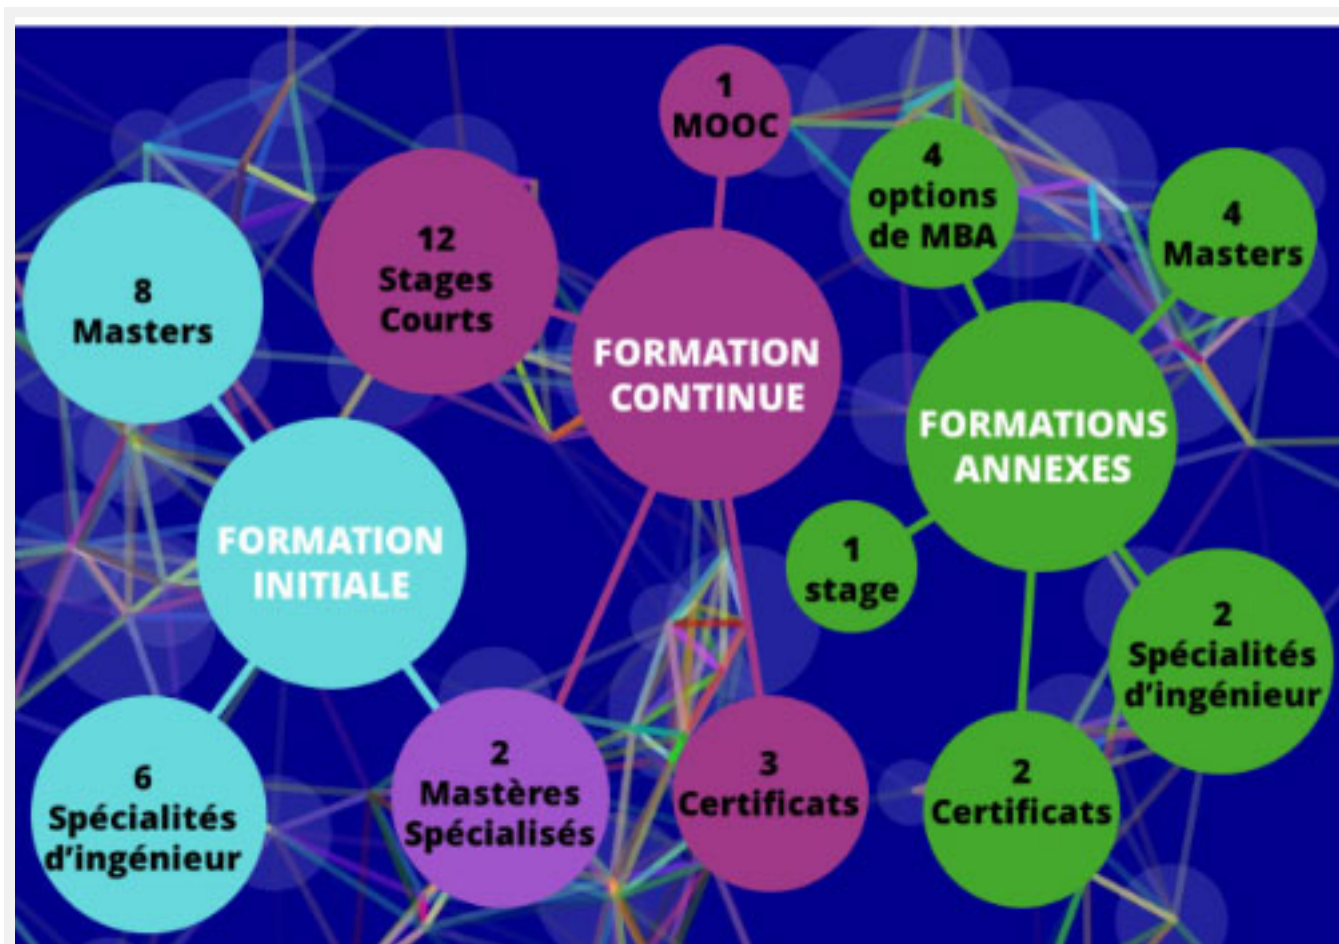 1
MOOC
4
options
de MBA
4
Masters
12
Stages
Courts
8
Masters
FORMATION
CONTINUE
FORMATIONS
ANNEXES
FORMATION
INITIALE
1
stage
2
Spécialités
d'ingénieur
6
Spécialités
d'ingénieur
2
Mastères
Spécialisés
3
Certificats
2
Certificats